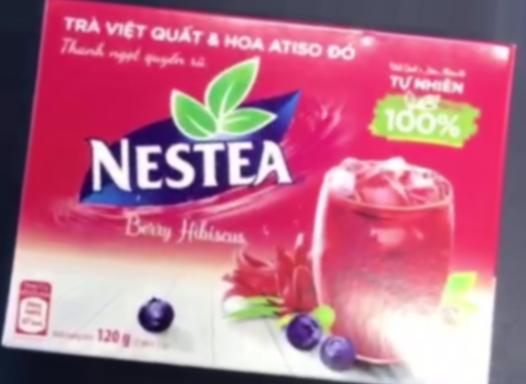 TRÀ VIỆT QUẤT & HOA ATISO ĐỎ
Thanh ngọt quyến rũ
TỰ NHIÊN
100%
NESTEA
Berry Hibiscus
120 g